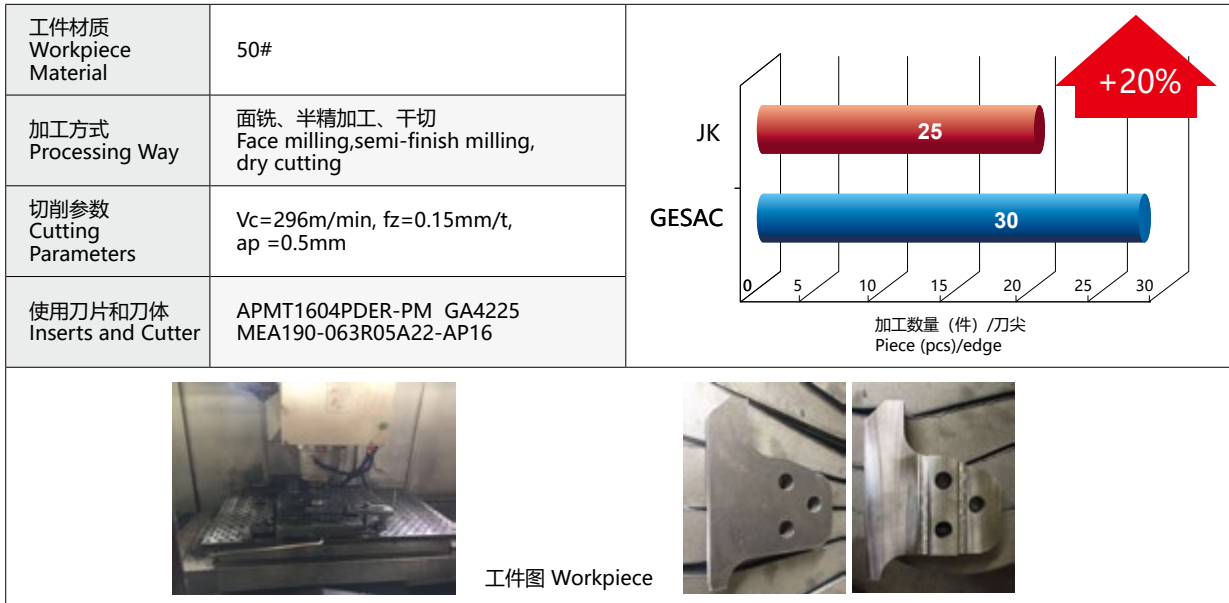 工件材质
Workpiece
Material
50#
加工方式
Processing Way
面铣、半精加工、干切
Face milling,semi-finish milling,
dry cutting
切削参数
Cutting
Parameters
Vc=296m/min, fz=0.15mm/t,
ap =0.5mm
使用刀片和刀体
Inserts and Cutter
APMT1604PDER-PM GA4225
MEA190-063R05A22-AP16
+20%
JK
25
GESAC
30
0 5 10 15 20 25 30
加工数量（件）/刀尖
Piece (pcs)/edge
工件图 Workpiece